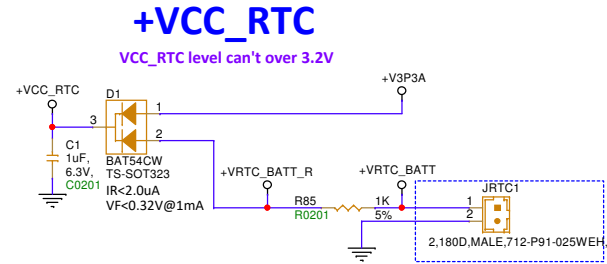 +VCC_RTC
VCC_RTC level can't over 3.2V
+V3P3A
+VCC_RTC
D1
1
3
2
C1
1uF,
6.3V,
C0201
BAT54CW
TS-SOT323
IR<2.0uA
VF<0.32V@1mA
+VRTC_BATT_R
+VRTC_BATT
R85
1K
R0201
5%
JRTC1
1
2
2,180D,MALE,712-P91-025WEH,